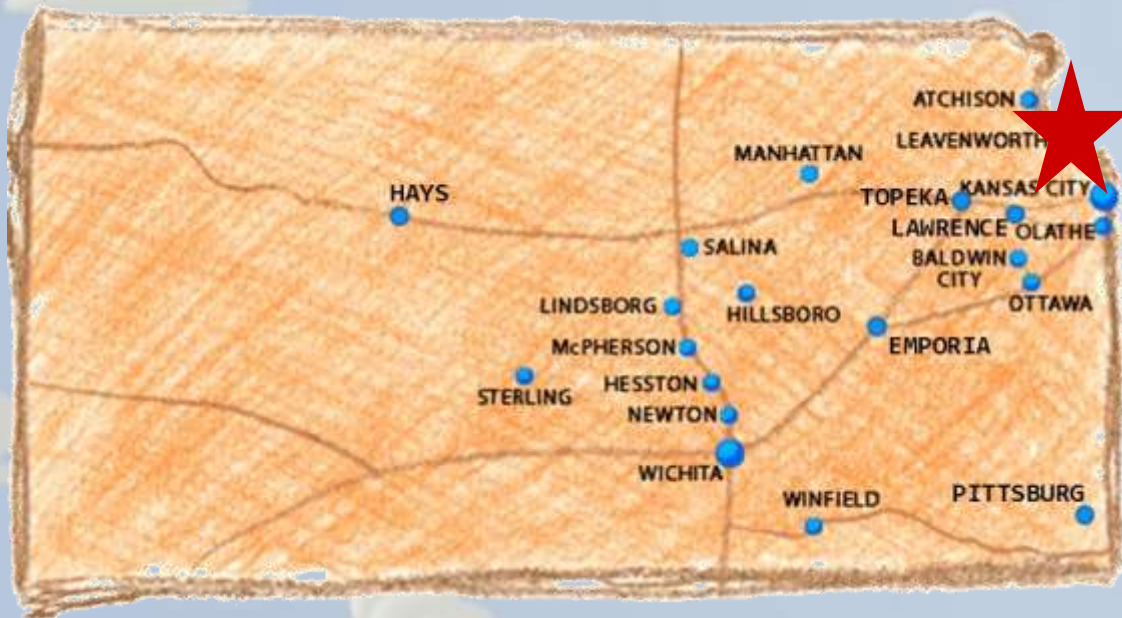 ATCHISON
LEAVENWORTH
MANHATTAN
HAYS
TOPEKA
KANSAS CITY
LAWRENCE
OLATHE
SALINA
BALDWIN
CITY
LINDSBORG
HILLSBORO
OTTAWA
McPHERSON
EMPORIA
HESSTON
STERLING
NEWTON
WICHITA
WINFIELD
PITTSBURG